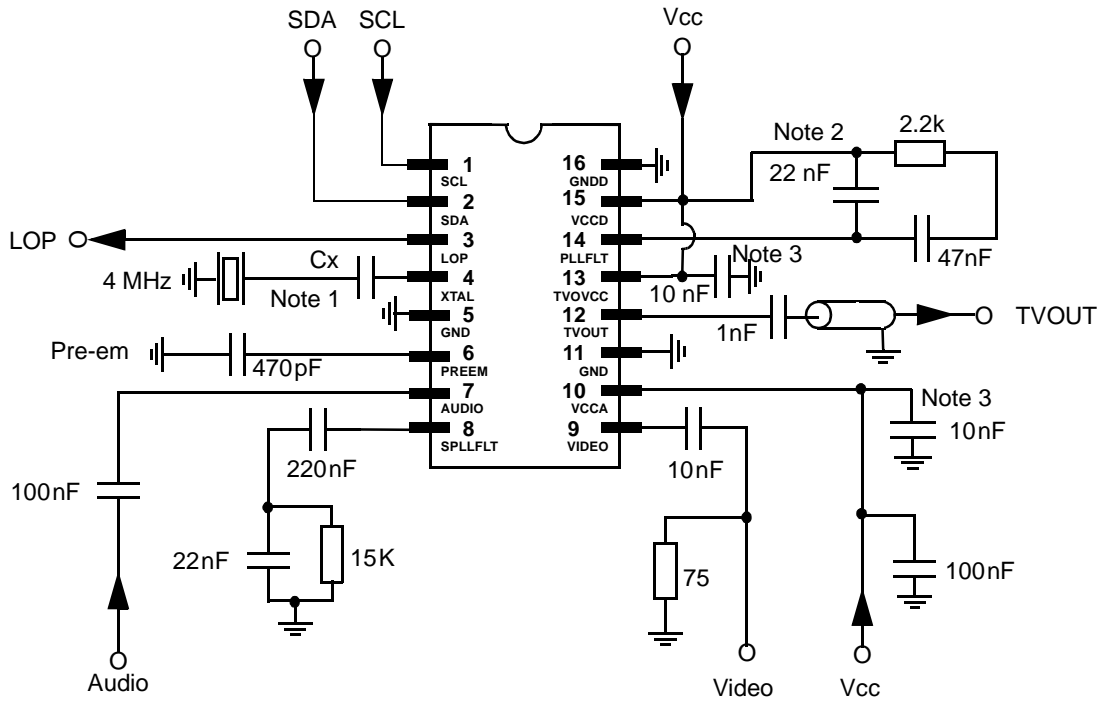 SDA SCL
Vcc
Note 2
2.2k
22 nF
47nF
1
SCL
2
SDA
3
LOP
4
XTAL
5
GND
6
PREEM
7
AUDIO
8
SPLLFLT
16
GNDD
15
VCCD
14
PLLFLT
13
TVOVCC
12
TVOUT
11
GND
10
VCCA
9
VIDEO
LOP
4 MHz
Cx
Note 1
Note 3
10 nF
1nF
TVOUT
Pre-em
470pF
Note 3
10nF
220nF
10nF
100nF
22nF
15K
75
100nF
Audio
Video
Vcc